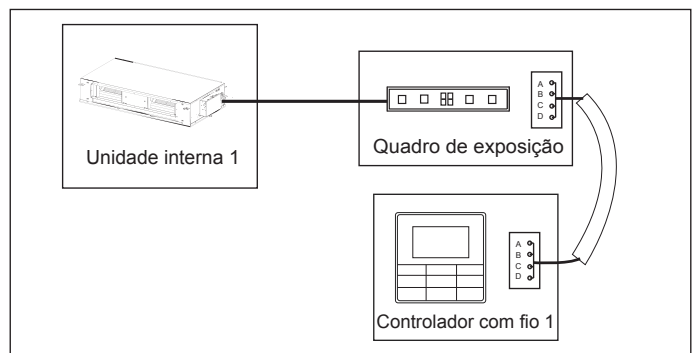 Unidade interna 1
A
B
C
D
Quadro de exposição
A
B
C
D
Controlador com fio 1